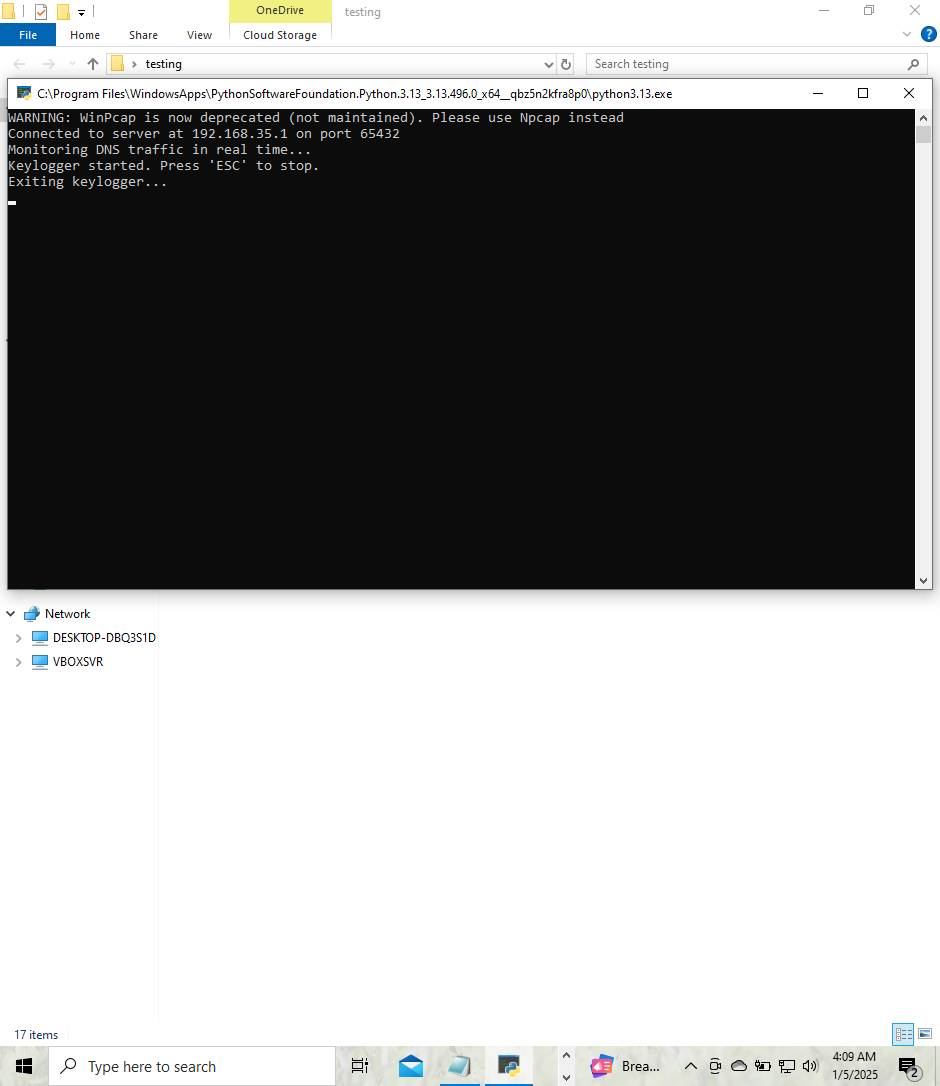 OneDrive
testing
File
Home
Share
View
Cloud Storage
testing
Search testing
C:\Program Files\WindowsApps\PythonSoftwareFoundation.Python.3.13_3.13.496.0_x64__qbz5n2kfra8p0\python3.13.exe
WARNING: WinPcap is now deprecated (not maintained). Please use Npcap instead
Connected to server at 192.168.35.1 on port 65432
Monitoring DNS traffic in real time...
Keylogger started. Press 'ESC' to stop.
Exiting keylogger...
Network
DESKTOP-DBQ3S1D
VBOXSVR
17 items
Type here to search
Brea...
4:09 AM
1/5/2025
2